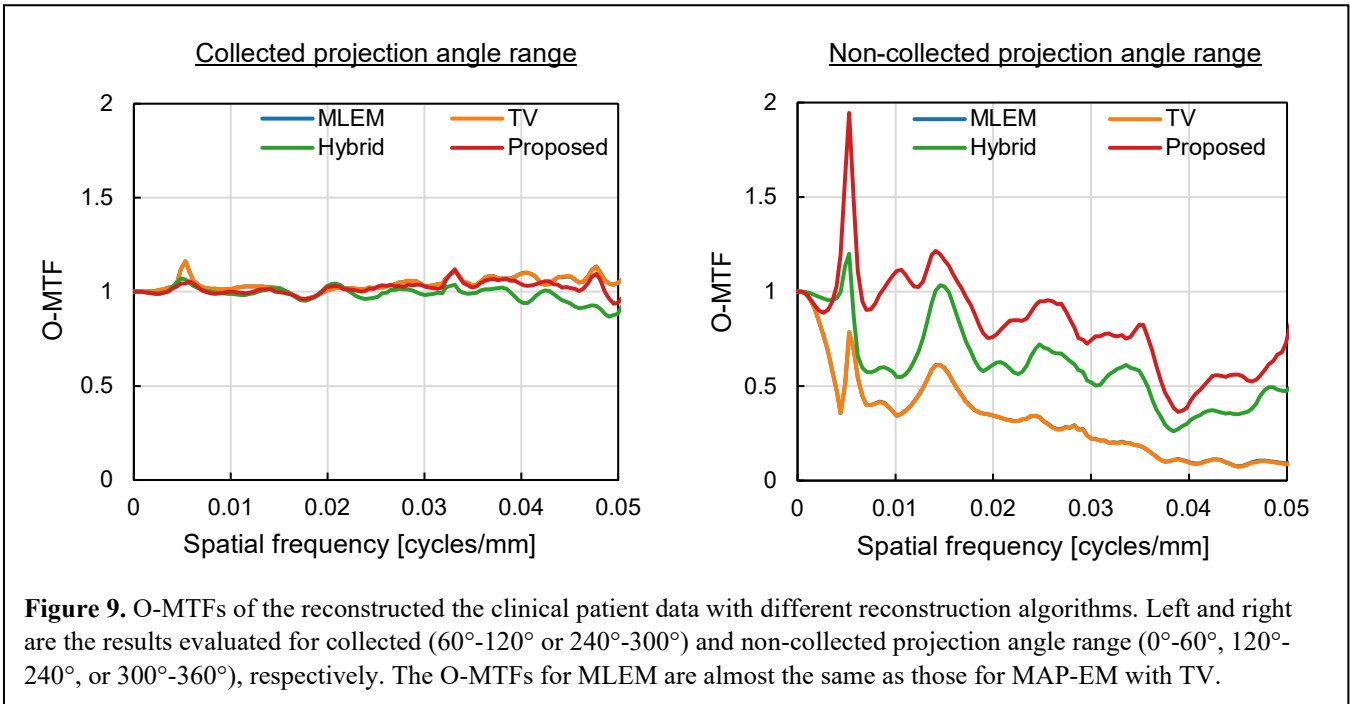 Collected projection angle range
2
1.5
1
0.5
0
O-MTF
MLEM
TV
Hybrid
Proposed
0
0.01
0.02
0.03
0.04
0.05
Spatial frequency [cycles/mm]
Non-collected projection angle range
2
1.5
1
0.5
0
O-MTF
MLEM
TV
Hybrid
Proposed
0
0.01
0.02
0.03
0.04
0.05
Spatial frequency [cycles/mm]
Figure 9. O-MTFs of the reconstructed the clinical patient data with different reconstruction algorithms. Left and right
are the results evaluated for collected (60°-120° or 240°-300°) and non-collected projection angle range (0°-60°, 120°-
240°, or 300°-360°), respectively. The O-MTFs for MLEM are almost the same as those for MAP-EM with TV.